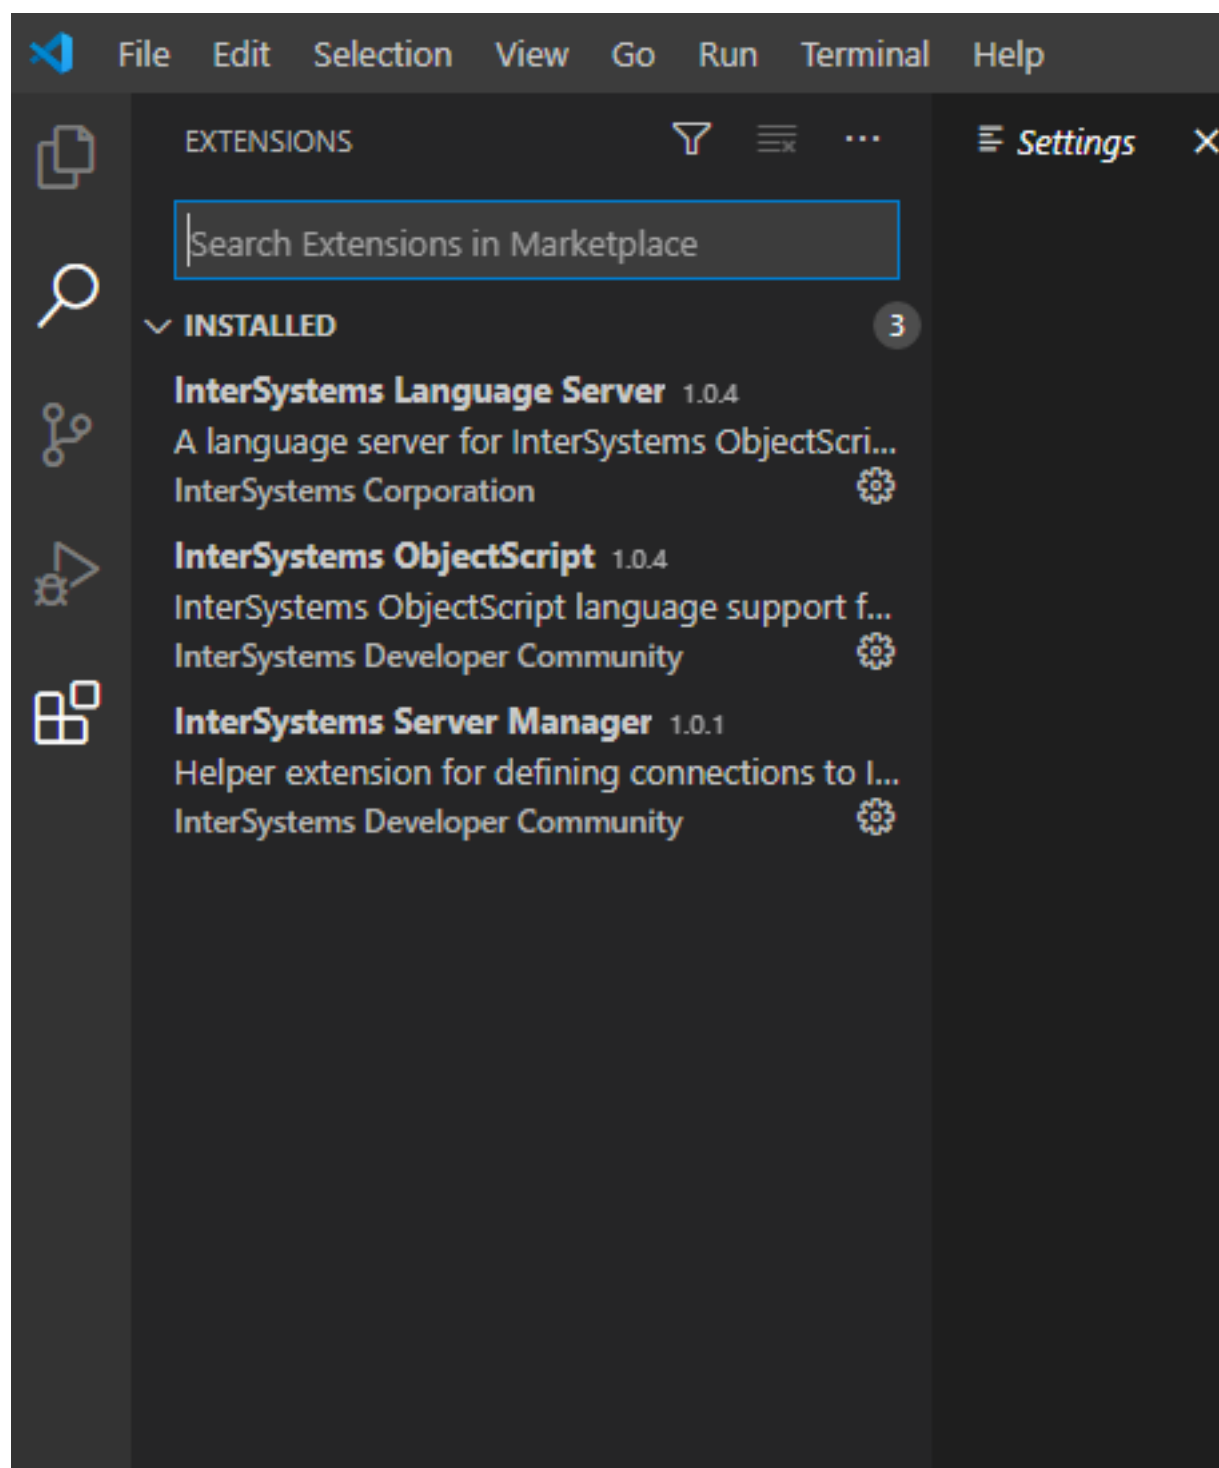 File Edit Selection View Go Run Terminal Help
EXTENSIONS
Settings
Search Extensions in Marketplace
INSTALLED 3
InterSystems Language Server 1.0.4
A language server for InterSystems ObjectScri...
InterSystems Corporation
InterSystems ObjectScript 1.0.4
InterSystems ObjectScript language support f...
InterSystems Developer Community
InterSystems Server Manager 1.0.1
Helper extension for defining connections to I...
InterSystems Developer Community